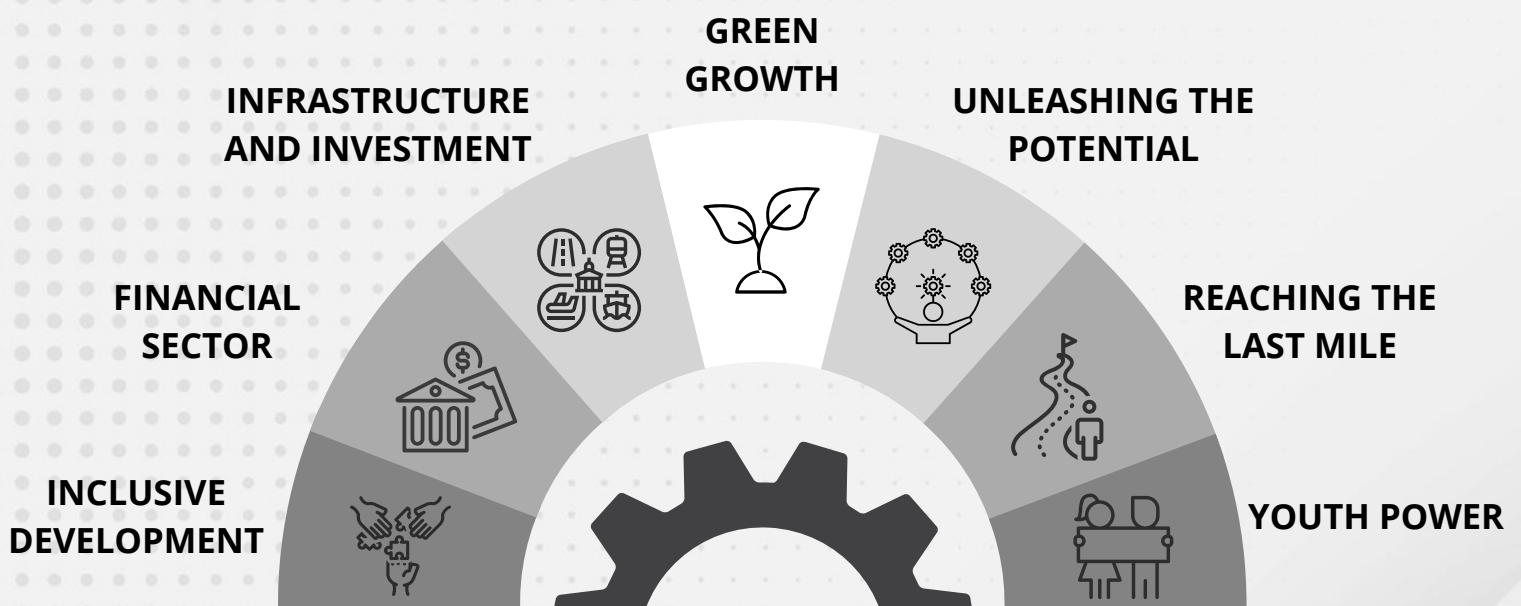 GREEN
GROWTH
INFRASTRUCTURE
AND INVESTMENT
UNLEASHING THE
POTENTIAL
FINANCIAL
SECTOR
$
REACHING THE
LAST MILE
INCLUSIVE
DEVELOPMENT
YOUTH POWER